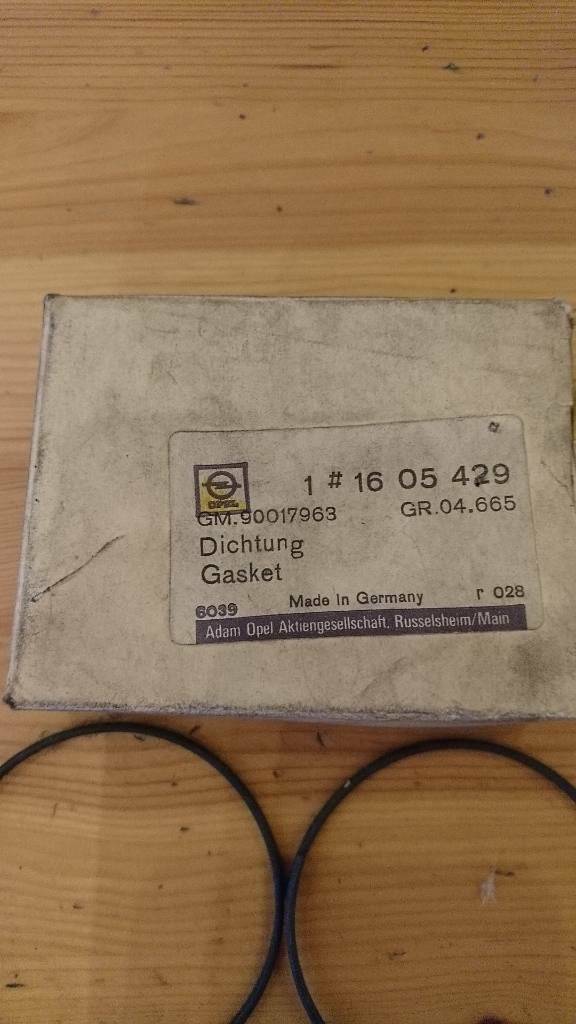 OPEL
1 # 16 05 429
GM.90017963
GR.04.665
Dichtung
Gasket
6039
Made In Germany
r 028
Adam Opel Aktiengesellschaft, Russelsheim/Main